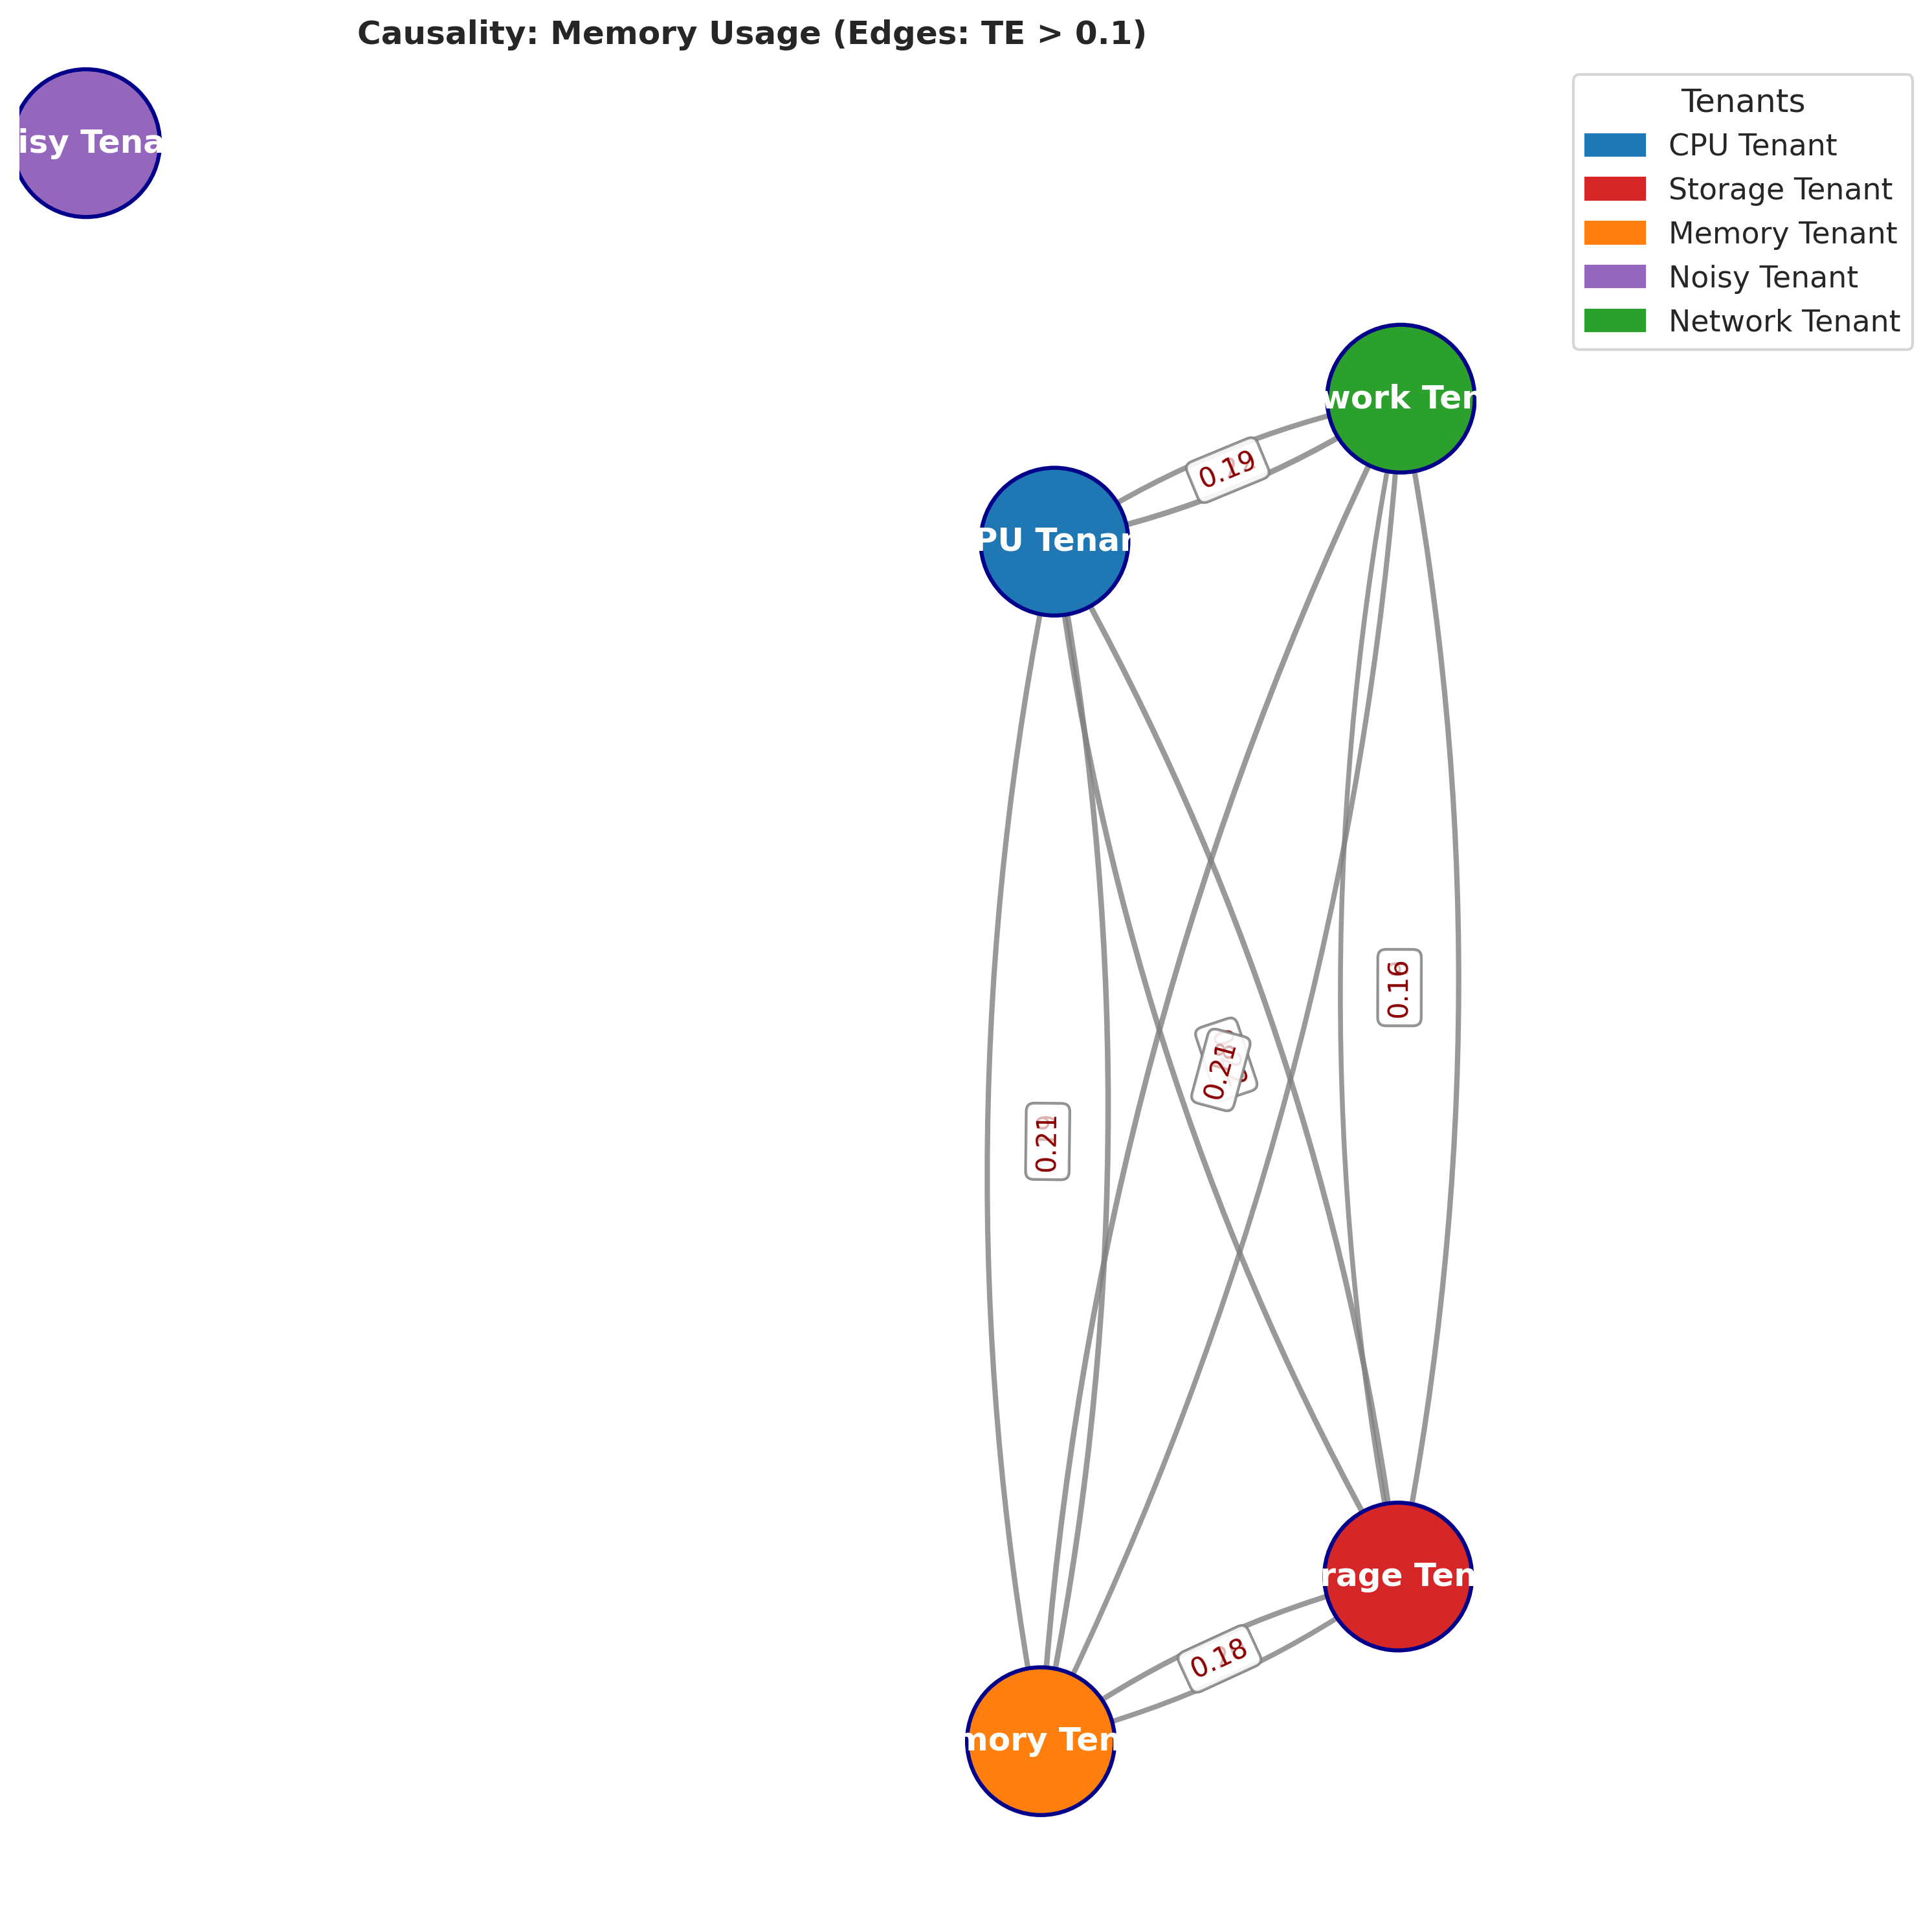 Causality: Memory Usage (Edges: TE > 0.1)
isy Tena
Tenants
CPU Tenant
Storage Tenant
Memory Tenant
Noisy Tenant
Network Tenant
work Ten
0.19
PU Tenan
0.16
0.21
0.21
rage Ten
0.18
mory Ten